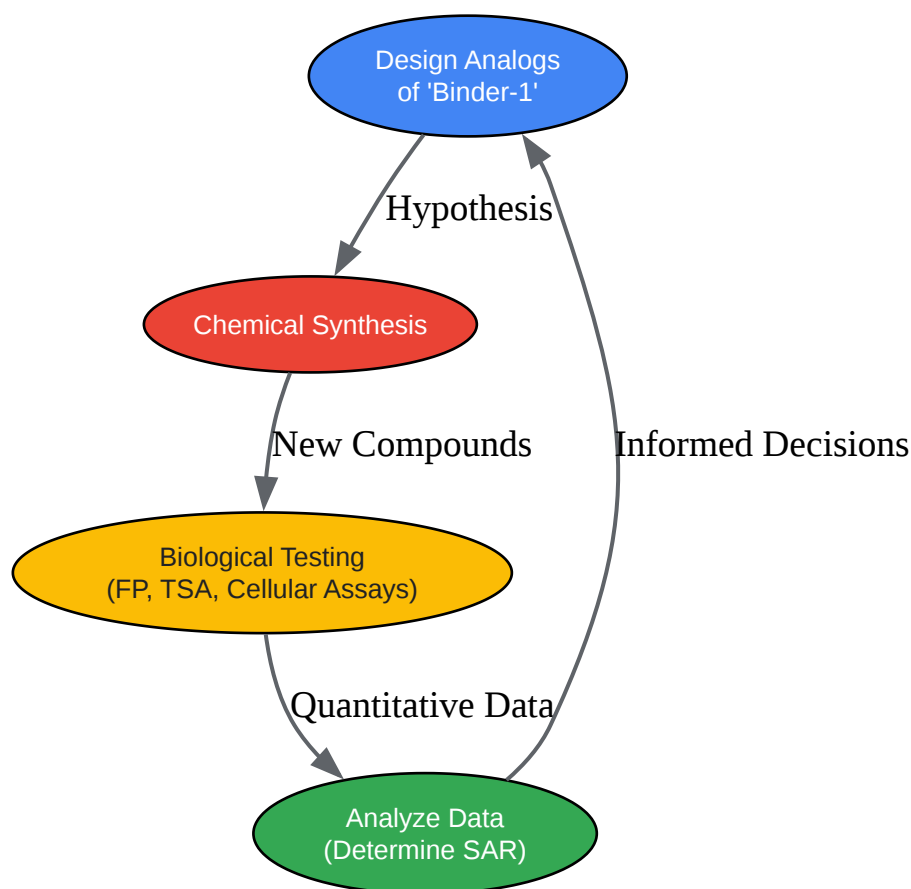 Design Analogs
of 'Binder-1'
Hypothesis
Chemical Synthesis
New Compounds
Informed Decisions
Biological Testing
(FP, TSA, Cellular Assays)
Quantitative Data
Analyze Data
(Determine SAR)